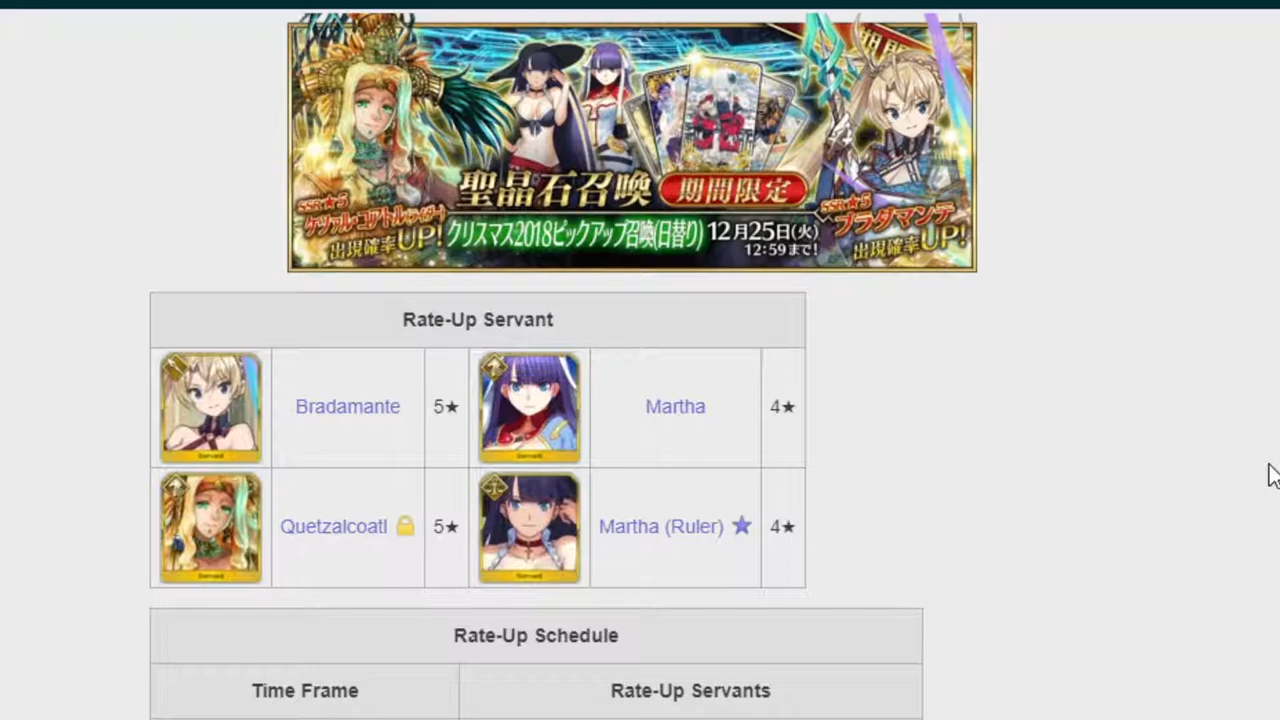 聖晶石召喚 期間限定
SSR★5
ケツァル・コアトル(ライダー)
出現確率UP!
クリスマス2018ピックアップ召喚(日替り) 12月25日(火)
12:59まで!
SSR★5
ブラダマンテ
出現確率UP!
Rate-Up Servant
Bradamante 5★ Martha 4★
Quetzalcoatl 5★ Martha (Ruler) 4★
Rate-Up Schedule
Time Frame Rate-Up Servants